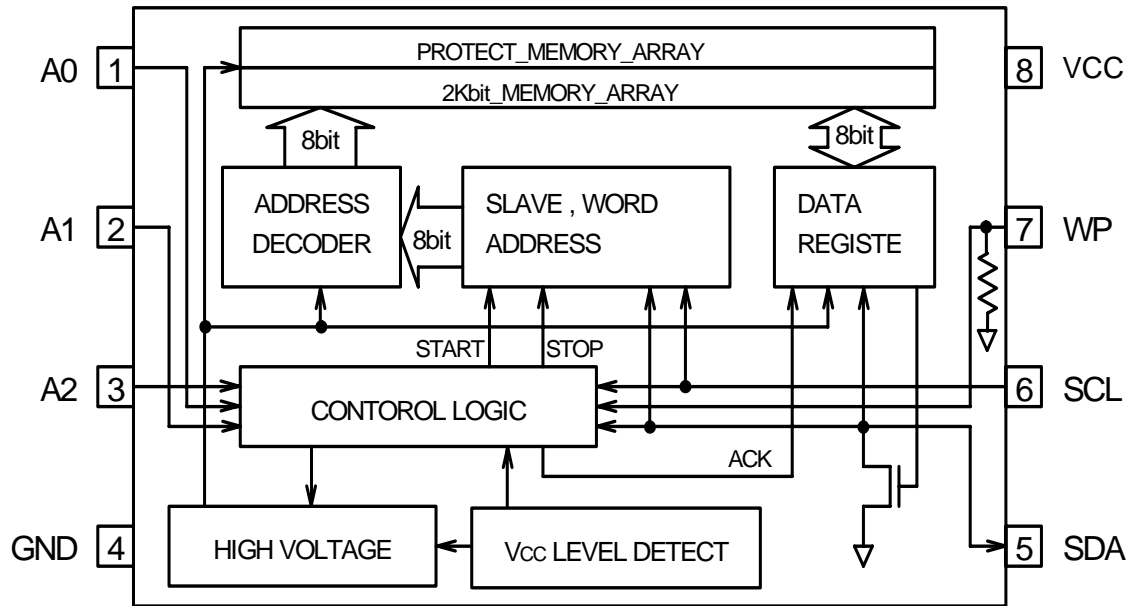 PROTECT_MEMORY_ARRAY
A0 1
8 VCC
2Kbit_MEMORY_ARRAY
8bit
8bit
ADDRESS
DECODER
8bit
SLAVE , WORD
ADDRESS
DATA
REGISTE
A1 2
7 WP
START
STOP
A2 3
6 SCL
CONTOROL LOGIC
ACK
GND 4
HIGH VOLTAGE
VCC LEVEL DETECT
5 SDA